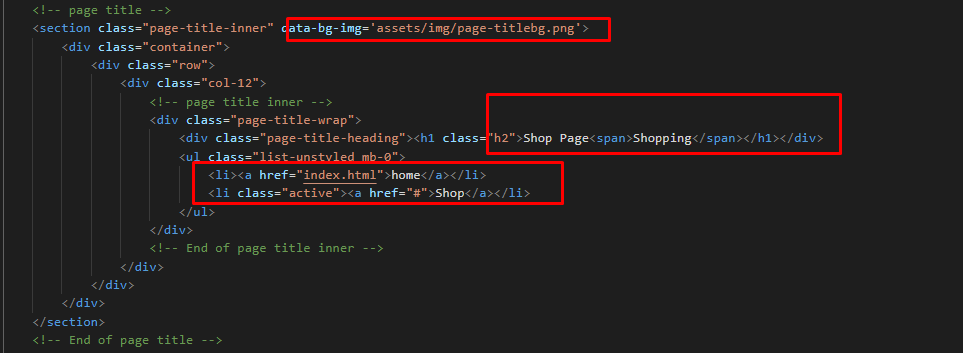 <!-- page title -->
<section class="page-title-inner" data-bg-img='assets/img/page-titlebg.png'>
<div class="container">
<div class="row">
<div class="col-12">
<!-- page title inner -->
<div class="page-title-wrap">
<div class="page-title-heading"><h1 class="h2">Shop Page<span>Shopping</span></h1></div>
<ul class="list-unstyled mb-0">
<li><a href="index.html">home</a></li>
<li class="active"><a href="#">Shop</a></li>
</ul>
</div>
<!-- End of page title inner -->
</div>
</div>
</div>
</section>
<!-- End of page title -->